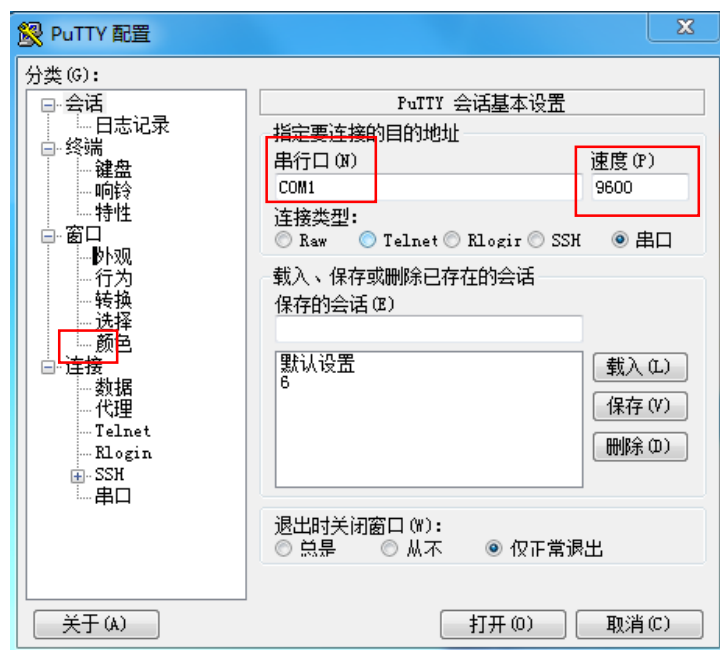 PuTTY 配置
分类(G):
会话
日志记录
终端
键盘
响铃
特性
窗口
外观
行为
转换
选择
颜色
连接
数据
代理
Telnet
Rlogin
SSH
串口
PuTTY 会话基本设置
指定要连接的目的地址
串行口(N) 速度(P)
COM1 9600
连接类型:
Raw Telnet Rlogir SSH 串口
载入、保存或删除已存在的会话
保存的会话(E)
默认设置
6
载入(L)
保存(V)
删除(D)
退出时关闭窗口(W):
总是 从不 仅正常退出
关于(A) 打开(O) 取消(C)